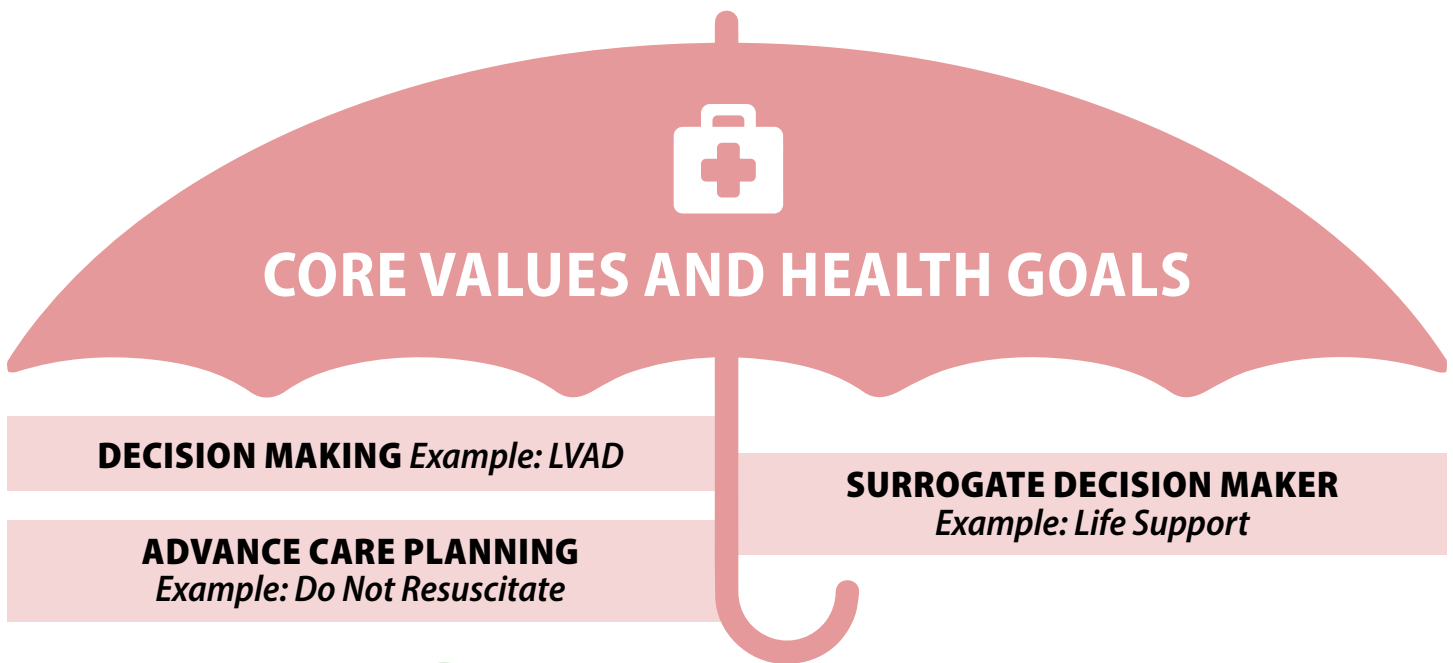 CORE VALUES AND HEALTH GOALS
DECISION MAKING Example: LVAD
ADVANCE CARE PLANNING
Example: Do Not Resuscitate
SURROGATE DECISION MAKER
Example: Life Support